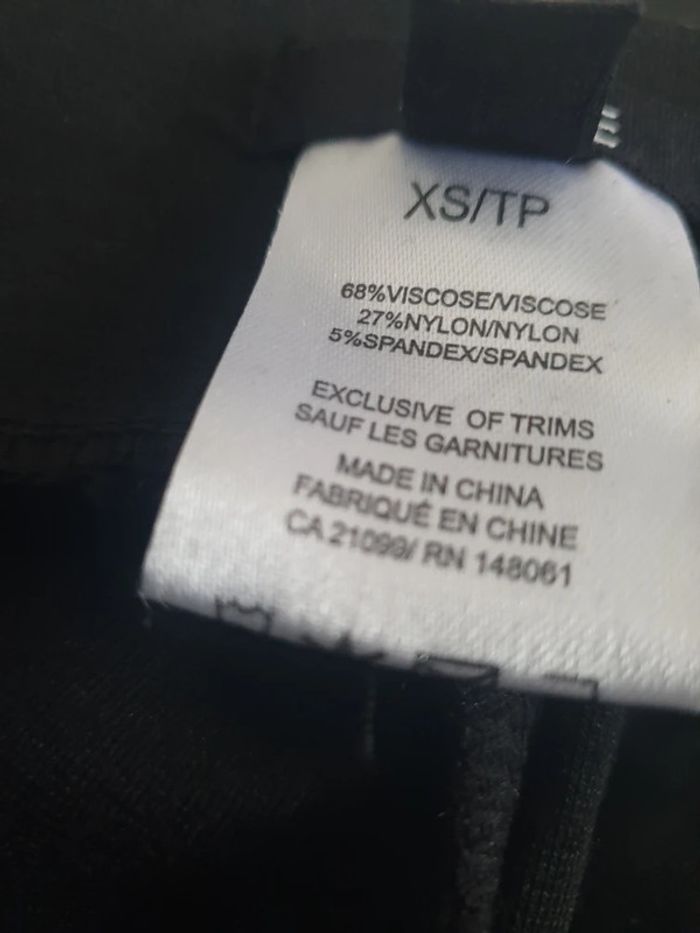 XS/TP
68%VISCOSE/VISCOSE
27%NYLON/NYLON
5%SPANDEX/SPANDEX
EXCLUSIVE OF TRIMS
SAUF LES GARNITURES
MADE IN CHINA
FABRIQUÉ EN CHINE
CA 21099/ RN 148061